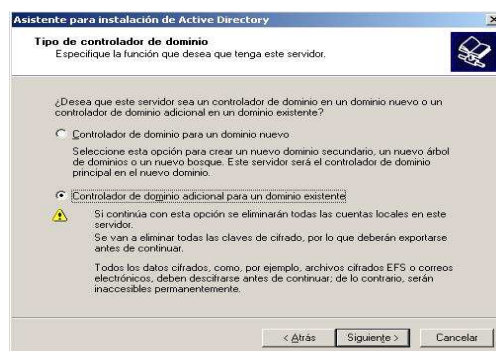 Asistente para instalación de Active Directory
Tipo de controlador de dominio
Especifique la función que desea que tenga este servidor.
¿Desea que este servidor sea un controlador de dominio en un dominio nuevo o un
controlador de dominio adicional en un dominio existente?
Controlador de dominio para un dominio nuevo
Seleccione esta opción para crear un nuevo dominio secundario, un nuevo árbol
de dominios o un nuevo bosque. Este servidor será el controlador de dominio
principal en el nuevo dominio.
Controlador de dominio adicional para un dominio existente
Si continúa con esta opción se eliminarán todas las cuentas locales en este
servidor.
Se van a eliminar todas las claves de cifrado, por lo que deberán exportarse
antes de continuar.
Todos los datos cifrados, como, por ejemplo, archivos cifrados EFS o correos
electrónicos, deben descifrarse antes de continuar; de lo contrario, serán
inaccesibles permanentemente.
< Atrás Siguiente > Cancelar